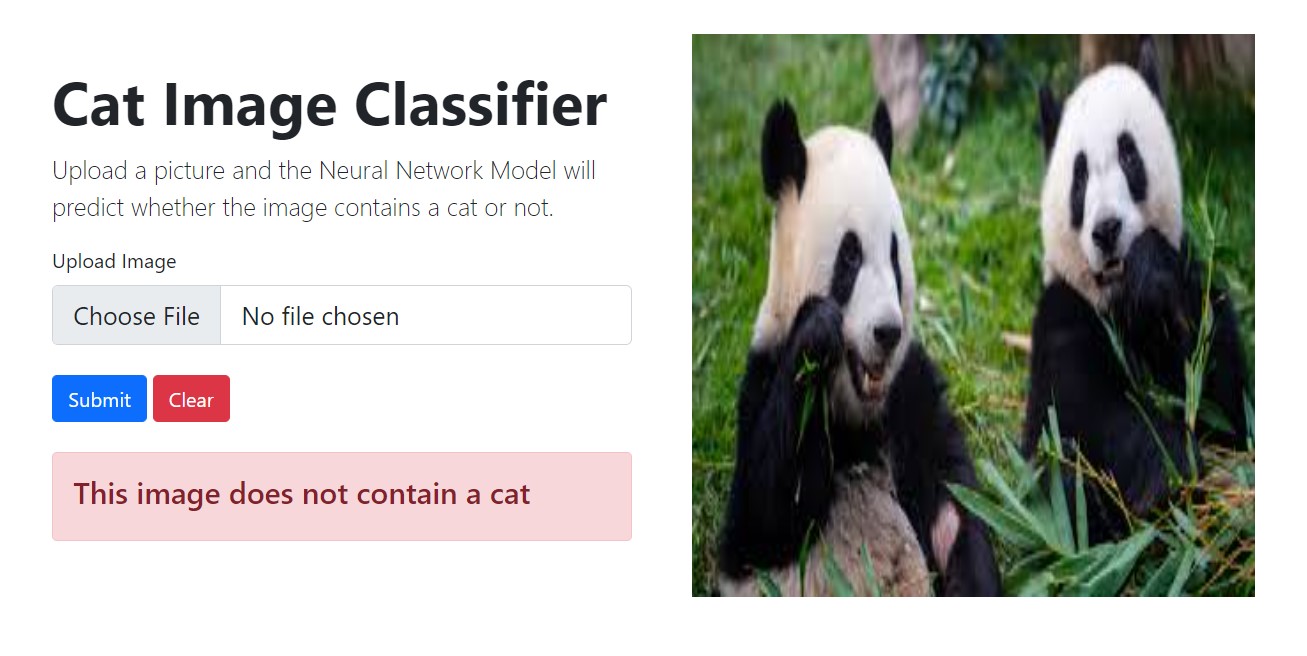 Cat Image Classifier
Upload a picture and the Neural Network Model will
predict whether the image contains a cat or not.
Upload Image
Choose File No file chosen
Submit Clear
This image does not contain a cat